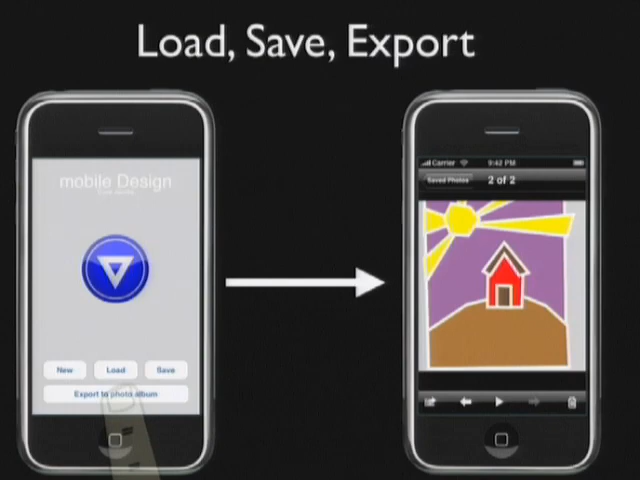 Load, Save, Export
mobile Design
New
Load
Save
Export to photo album
Carrier
9:42 PM
Saved Photos
2 of 2